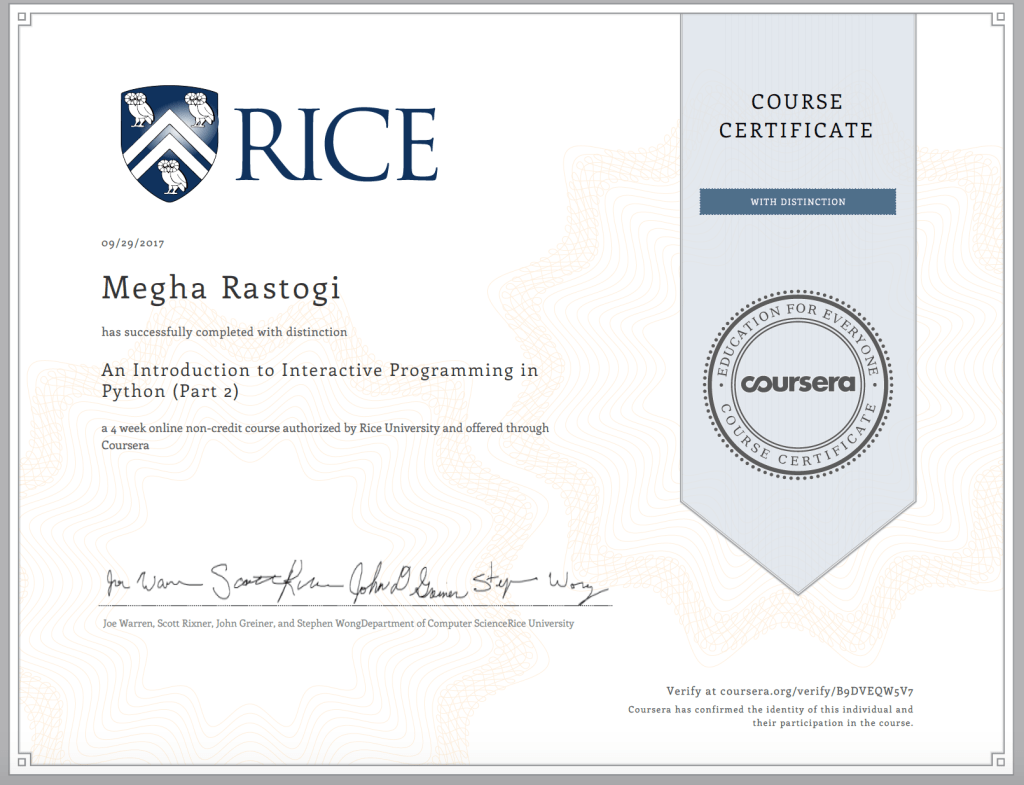 RICE
09/29/2017
Megha Rastogi
has successfully completed with distinction
An Introduction to Interactive Programming in
Python (Part 2)
a 4 week online non-credit course authorized by Rice University and offered through
Coursera
Joe Warren Scott Rixner John D Greiner Stephen Wong
Joe Warren, Scott Rixner, John Greiner, and Stephen WongDepartment of Computer ScienceRice University
COURSE
CERTIFICATE
WITH DISTINCTION
EDUCATION FOR EVERYONE
coursera
COURSE CERTIFICATE
Verify at coursera.org/verify/B9DVEQW5V7
Coursera has confirmed the identity of this individual and
their participation in the course.